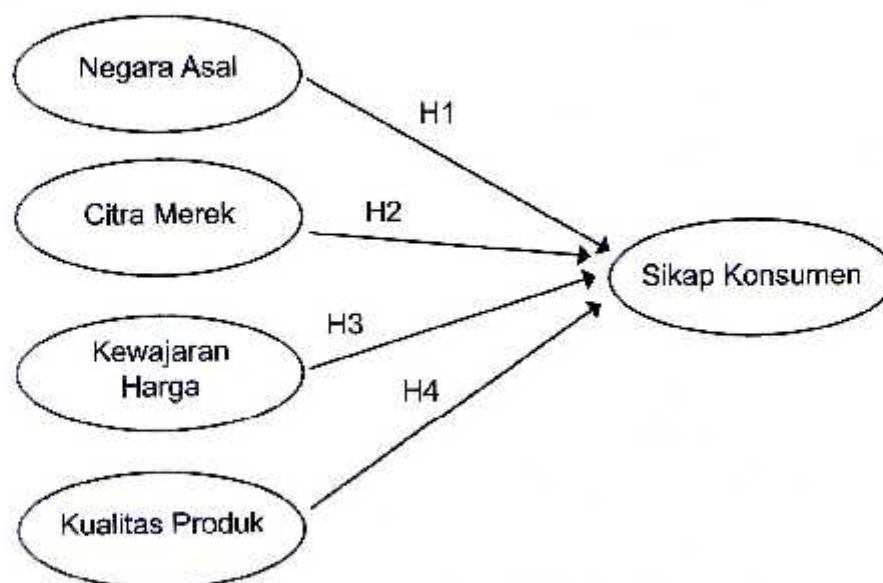 Negara Asal
H1
Citra Merek
H2
Sikap Konsumen
Kewajaran
Harga
H3
H4
Kualitas Produk